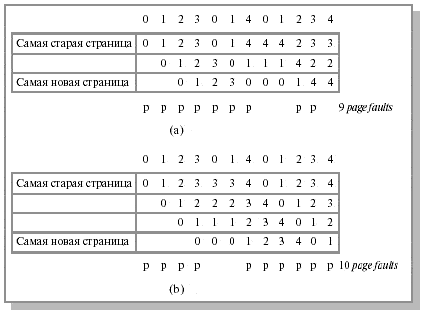 0 1 2 3 0 1 4 0 1 2 3 4
Самая старая страница 0 1 2 3 0 1 4 4 4 2 3 3
0 1 2 3 0 1 1 1 4 2 2
Самая новая страница 0 1 2 3 0 0 0 1 4 4
p p p p p p p p p 9 page faults
(a)
0 1 2 3 0 1 4 0 1 2 3 4
Самая старая страница 0 1 2 3 3 3 4 0 1 2 3 4
0 1 2 2 2 3 4 0 1 2 3
0 1 1 1 2 3 4 0 1 2
Самая новая страница 0 0 0 1 2 3 4 0 1
p p p p p p p p p p 10 page faults
(b)